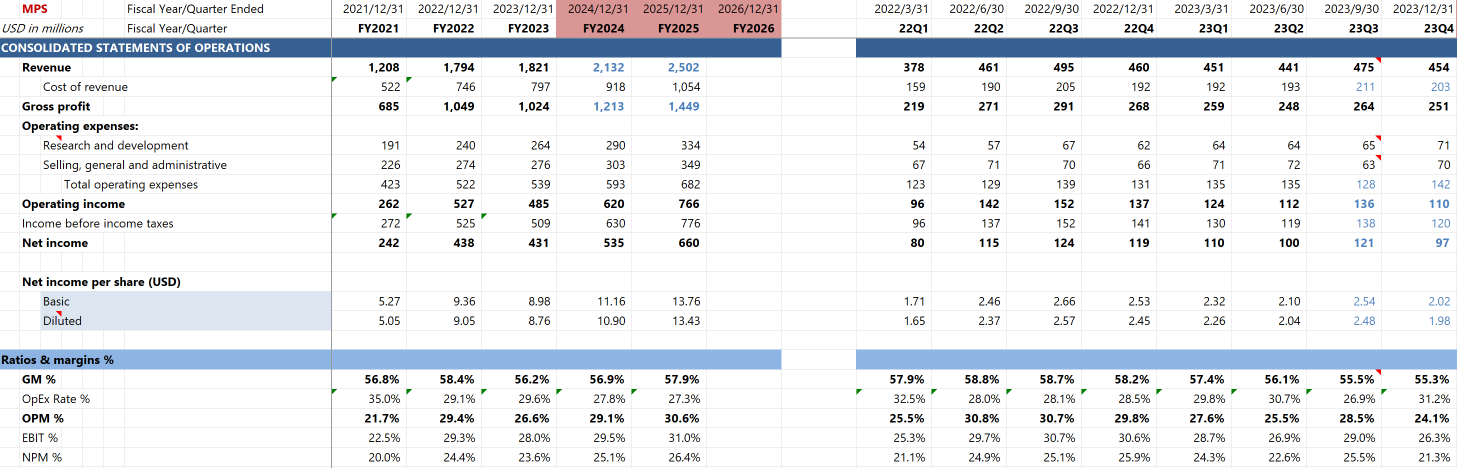 MPS Fiscal Year/Quarter Ended 2021/12/31 2022/12/31 2023/12/31 2024/12/31 2025/12/31 2026/12/31 2022/3/31 2022/6/30 2022/9/30 2022/12/31 2023/3/31 2023/6/30 2023/9/30 2023/12/31
USD in millions Fiscal Year/Quarter FY2021 FY2022 FY2023 FY2024 FY2025 FY2026 22Q1 22Q2 22Q3 22Q4 23Q1 23Q2 23Q3 23Q4
CONSOLIDATED STATEMENTS OF OPERATIONS
Revenue 1,208 1,794 1,821 2,132 2,502 378 461 495 460 451 441 475 454
Cost of revenue 522 746 797 918 1,054 159 190 205 192 192 193 211 203
Gross profit 685 1,049 1,024 1,213 1,449 219 271 291 268 259 248 264 251
Operating expenses:
Research and development 191 240 264 290 334 54 57 67 62 64 64 65 71
Selling, general and administrative 226 274 276 303 349 67 71 70 66 71 72 63 70
Total operating expenses 423 522 539 593 682 123 129 139 131 135 135 128 142
Operating income 262 527 485 620 766 96 142 152 137 124 112 136 110
Income before income taxes 272 525 509 630 776 96 137 152 141 130 119 138 120
Net income 242 438 431 535 660 80 115 124 119 110 100 121 97
Net income per share (USD)
Basic 5.27 9.36 8.98 11.16 13.76 1.71 2.46 2.66 2.53 2.32 2.10 2.54 2.02
Diluted 5.05 9.05 8.76 10.90 13.43 1.65 2.37 2.57 2.45 2.26 2.04 2.48 1.98
Ratios & margins %
GM % 56.8% 58.4% 56.2% 56.9% 57.9% 57.9% 58.8% 58.7% 58.2% 57.4% 56.1% 55.5% 55.3%
OpEx Rate % 35.0% 29.1% 29.6% 27.8% 27.3% 32.5% 28.0% 28.1% 28.5% 29.8% 30.7% 26.9% 31.2%
OPM % 21.7% 29.4% 26.6% 29.1% 30.6% 25.5% 30.8% 30.7% 29.8% 27.6% 25.5% 28.5% 24.1%
EBIT % 22.5% 29.3% 28.0% 29.5% 31.0% 25.3% 29.7% 30.7% 30.6% 28.7% 26.9% 29.0% 26.3%
NPM % 20.0% 24.4% 23.6% 25.1% 26.4% 21.1% 24.9% 25.1% 25.9% 24.3% 22.6% 25.5% 21.3%